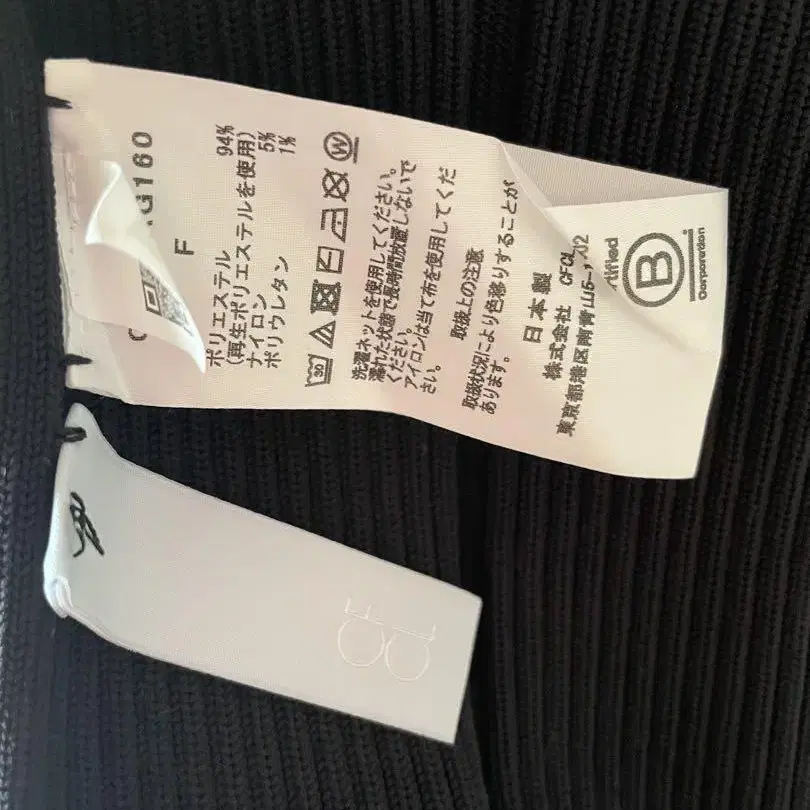 G160
F
ポリエステル 94%
(再生ポリエステルを使用)
ナイロン 5%
ポリウレタン 1%
30
W
洗濯ネットを使用してください。
濡れた状態で長時間放置しないで
ください。
アイロンは当て布を使用してくだ
さい。
取扱上の注意
取扱状況により色移りすることが
あります。
日本製
株式会社 CFCL
東京都港区南青山5-
02
tified
B
Corporation
CF
CL